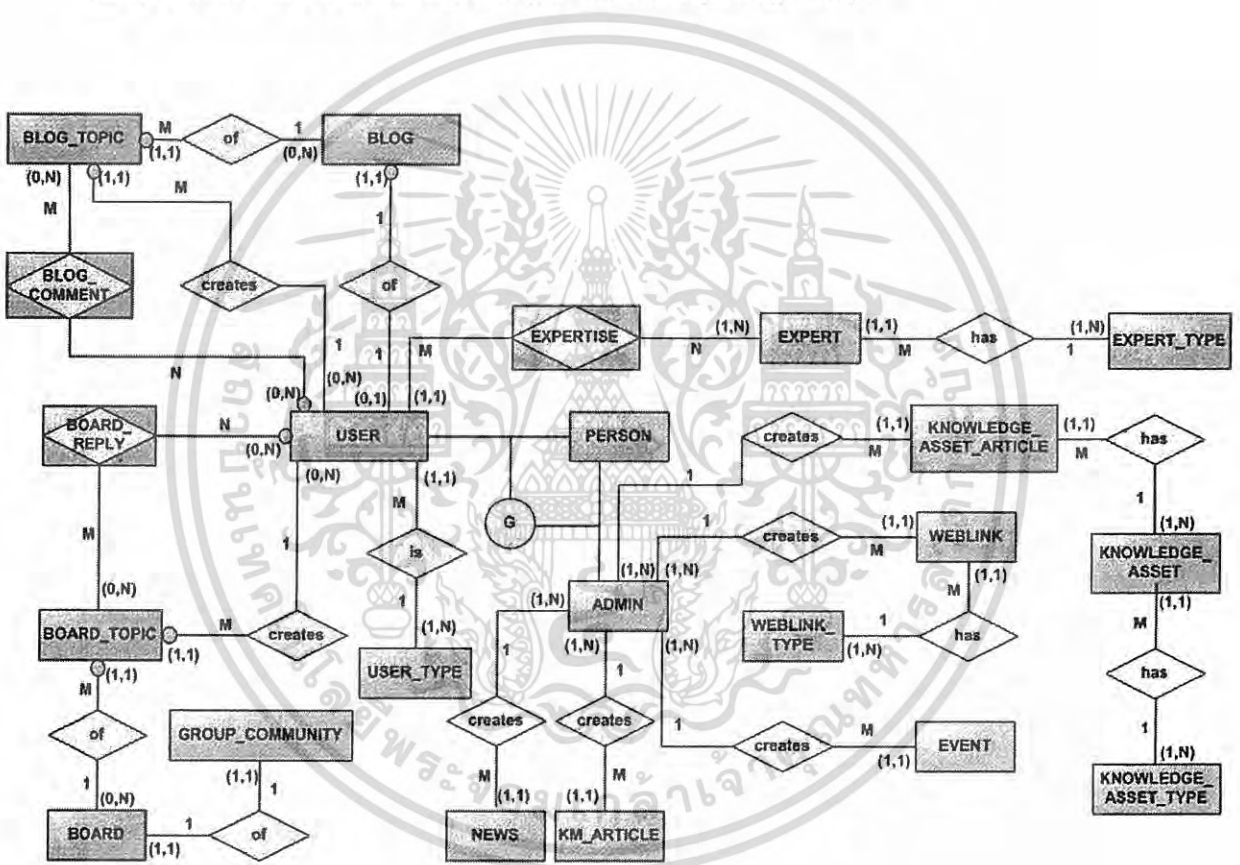 BLOG_TOPIC
M
(1,1)
of
1
(0,N)
BLOG
(0,N)
(1,1)
M
(1,1)
M
1
BLOG_
COMMENT
creates
of
N
1
(0,N)
(0,N)
1
(0,1)
M
(1,1)
EXPERTISE
N
(1,N)
EXPERT
(1,1)
M
has
(1,N)
1
EXPERT_TYPE
BOARD_
REPLY
N
(0,N)
USER
PERSON
creates
1
(1,1)
M
KNOWLEDGE_
ASSET_ARTICLE
(1,1)
M
has
(0,N)
(1,1)
M
G
M
1
is
1
(1,N)
KNOWLEDGE_
ASSET
(1,1)
M
has
1
(1,N)
KNOWLEDGE_
ASSET_TYPE
1
creates
(1,1)
M
WEBLINK
(1,1)
M
has
1
(1,N)
WEBLINK_
TYPE
(1,N)
(1,N)
ADMIN
(1,N)
(1,N)
(1,N)
(0,N)
BOARD_TOPIC
(1,1)
M
creates
1
(1,N)
USER_TYPE
(1,1)
M
of
1
(0,N)
BOARD
(1,1)
1
of
1
(1,1)
GROUP_COMMUNITY
1
creates
M
(1,1)
NEWS
1
creates
M
(1,1)
KM_ARTICLE
1
creates
M
(1,1)
EVENT